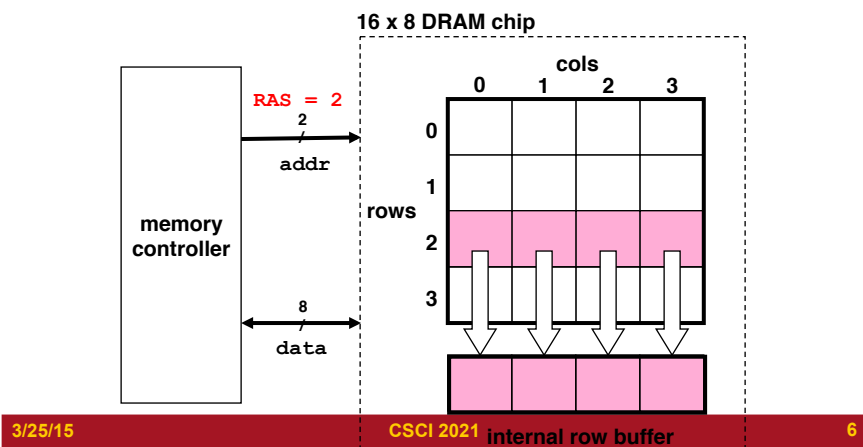 16 x 8 DRAM chip
cols
0 1 2 3
RAS = 2
2
addr
0
1
rows
2
3
memory
controller
8
data
3/25/15 CSCI 2021 internal row buffer 6